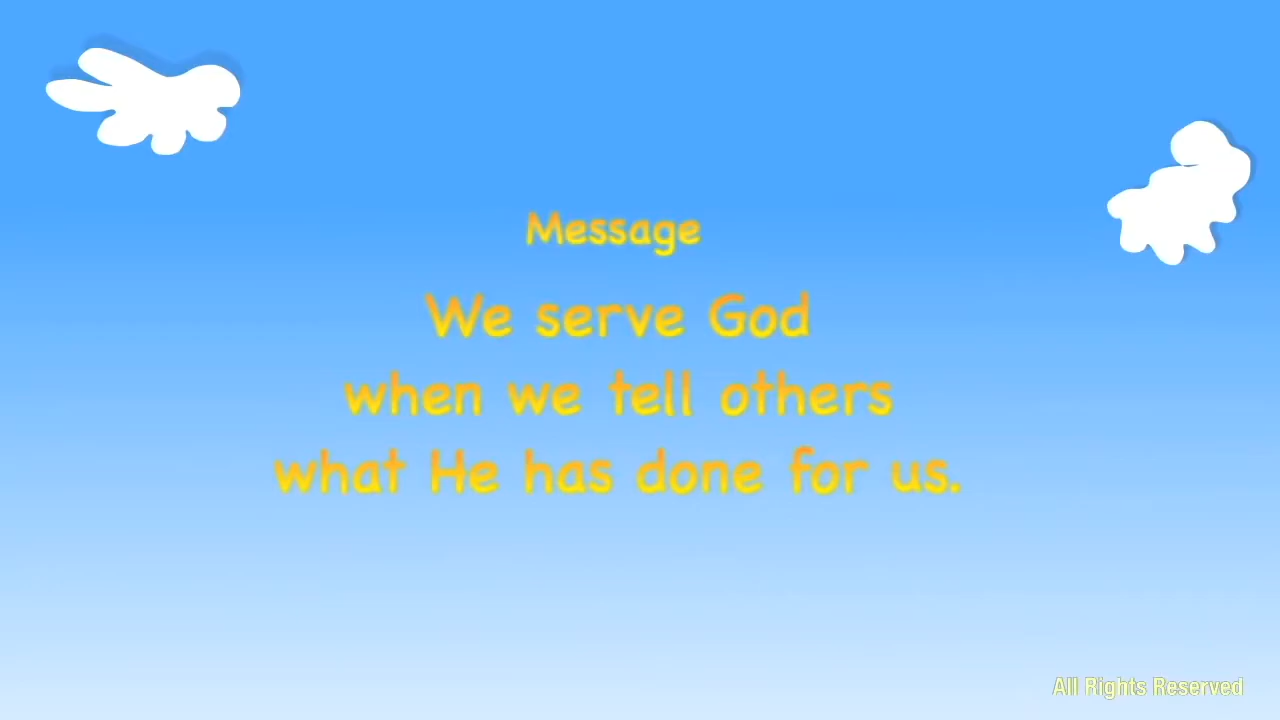 Message
We serve God
when we tell others
what He has done for us.
All Rights Reserved